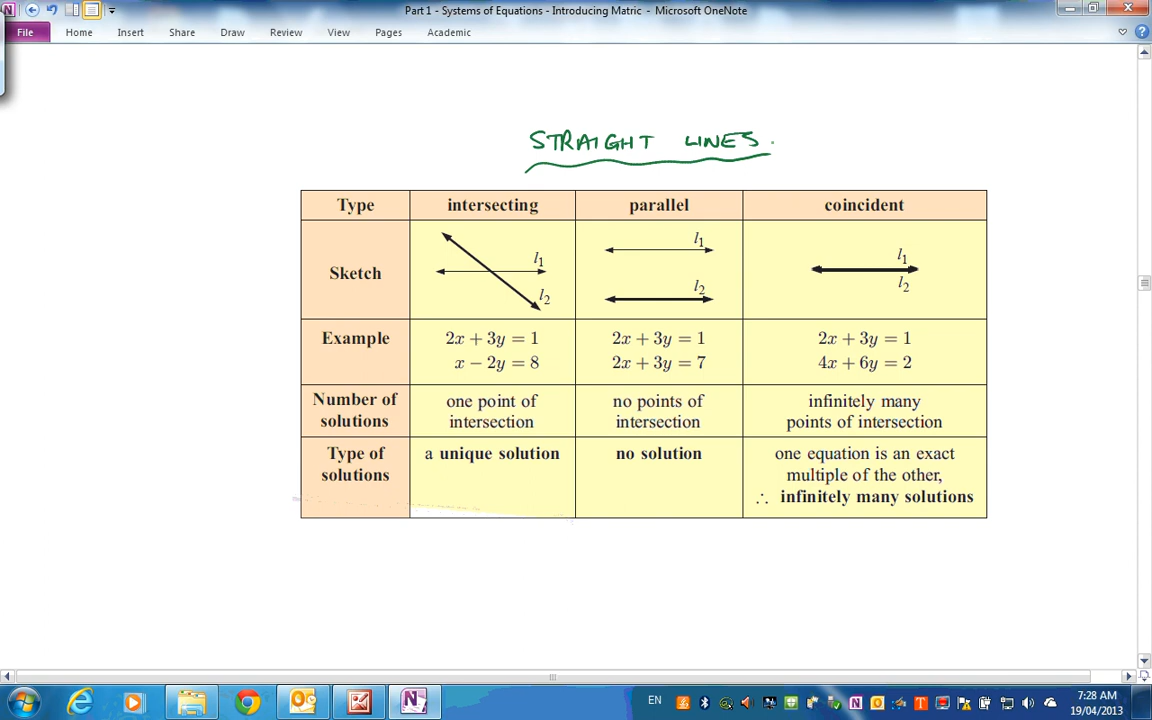 Part 1 - Systems of Equations - Introducing Matric - Microsoft OneNote
File Home Insert Share Draw Review View Pages Academic
STRAIGHT LINES.
Type intersecting parallel coincident
Sketch
l₁ l₂
l₁ l₂
l₁ l₂
Example
2x + 3y = 1
x − 2y = 8
2x + 3y = 1
2x + 3y = 7
2x + 3y = 1
4x + 6y = 2
Number of
solutions
one point of
intersection
no points of
intersection
infinitely many
points of intersection
Type of
solutions
a unique solution
no solution
one equation is an exact
multiple of the other,
∴ infinitely many solutions
EN
7:28 AM
19/04/2013